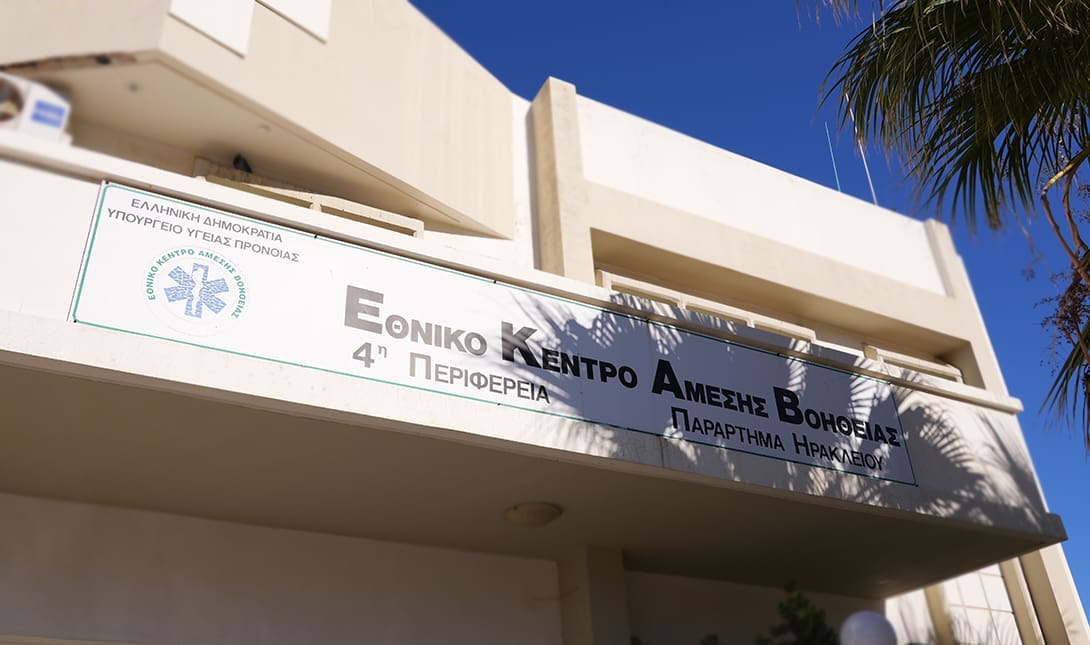 ΕΛΛΗΝΙΚΗ ΔΗΜΟΚΡΑΤΙΑ
ΥΠΟΥΡΓΕΙΟ ΥΓΕΙΑΣ ΠΡΟΝΟΙΑΣ
ΕΘΝΙΚΟ ΚΕΝΤΡΟ ΑΜΕΣΗΣ ΒΟΗΘΕΙΑΣ
ΕΘΝΙΚΟ ΚΕΝΤΡΟ ΑΜΕΣΗΣ ΒΟΗΘΕΙΑΣ
4η ΠΕΡΙΦΕΡΕΙΑ
ΠΑΡΑΡΤΗΜΑ ΗΡΑΚΛΕΙΟΥ